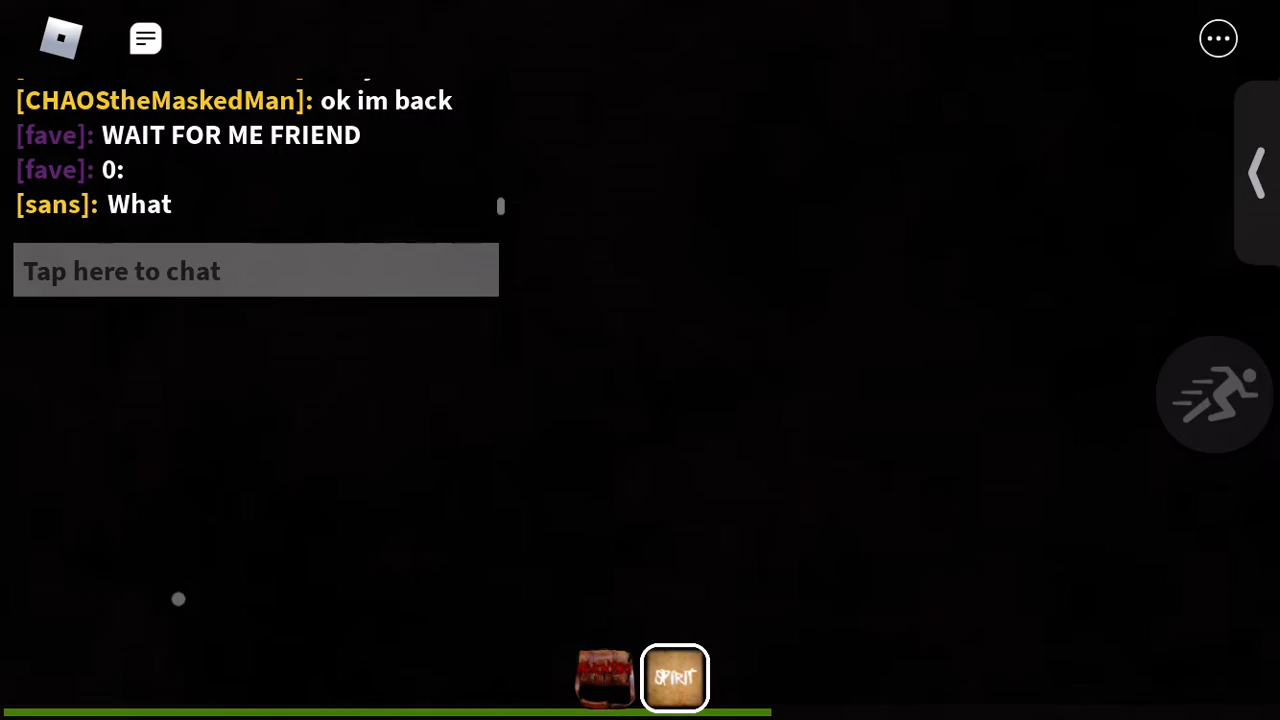 [CHAOStheMaskedMan]: ok im back
[fave]: WAIT FOR ME FRIEND
[fave]: 0:
[sans]: What
Tap here to chat
SPIRIT